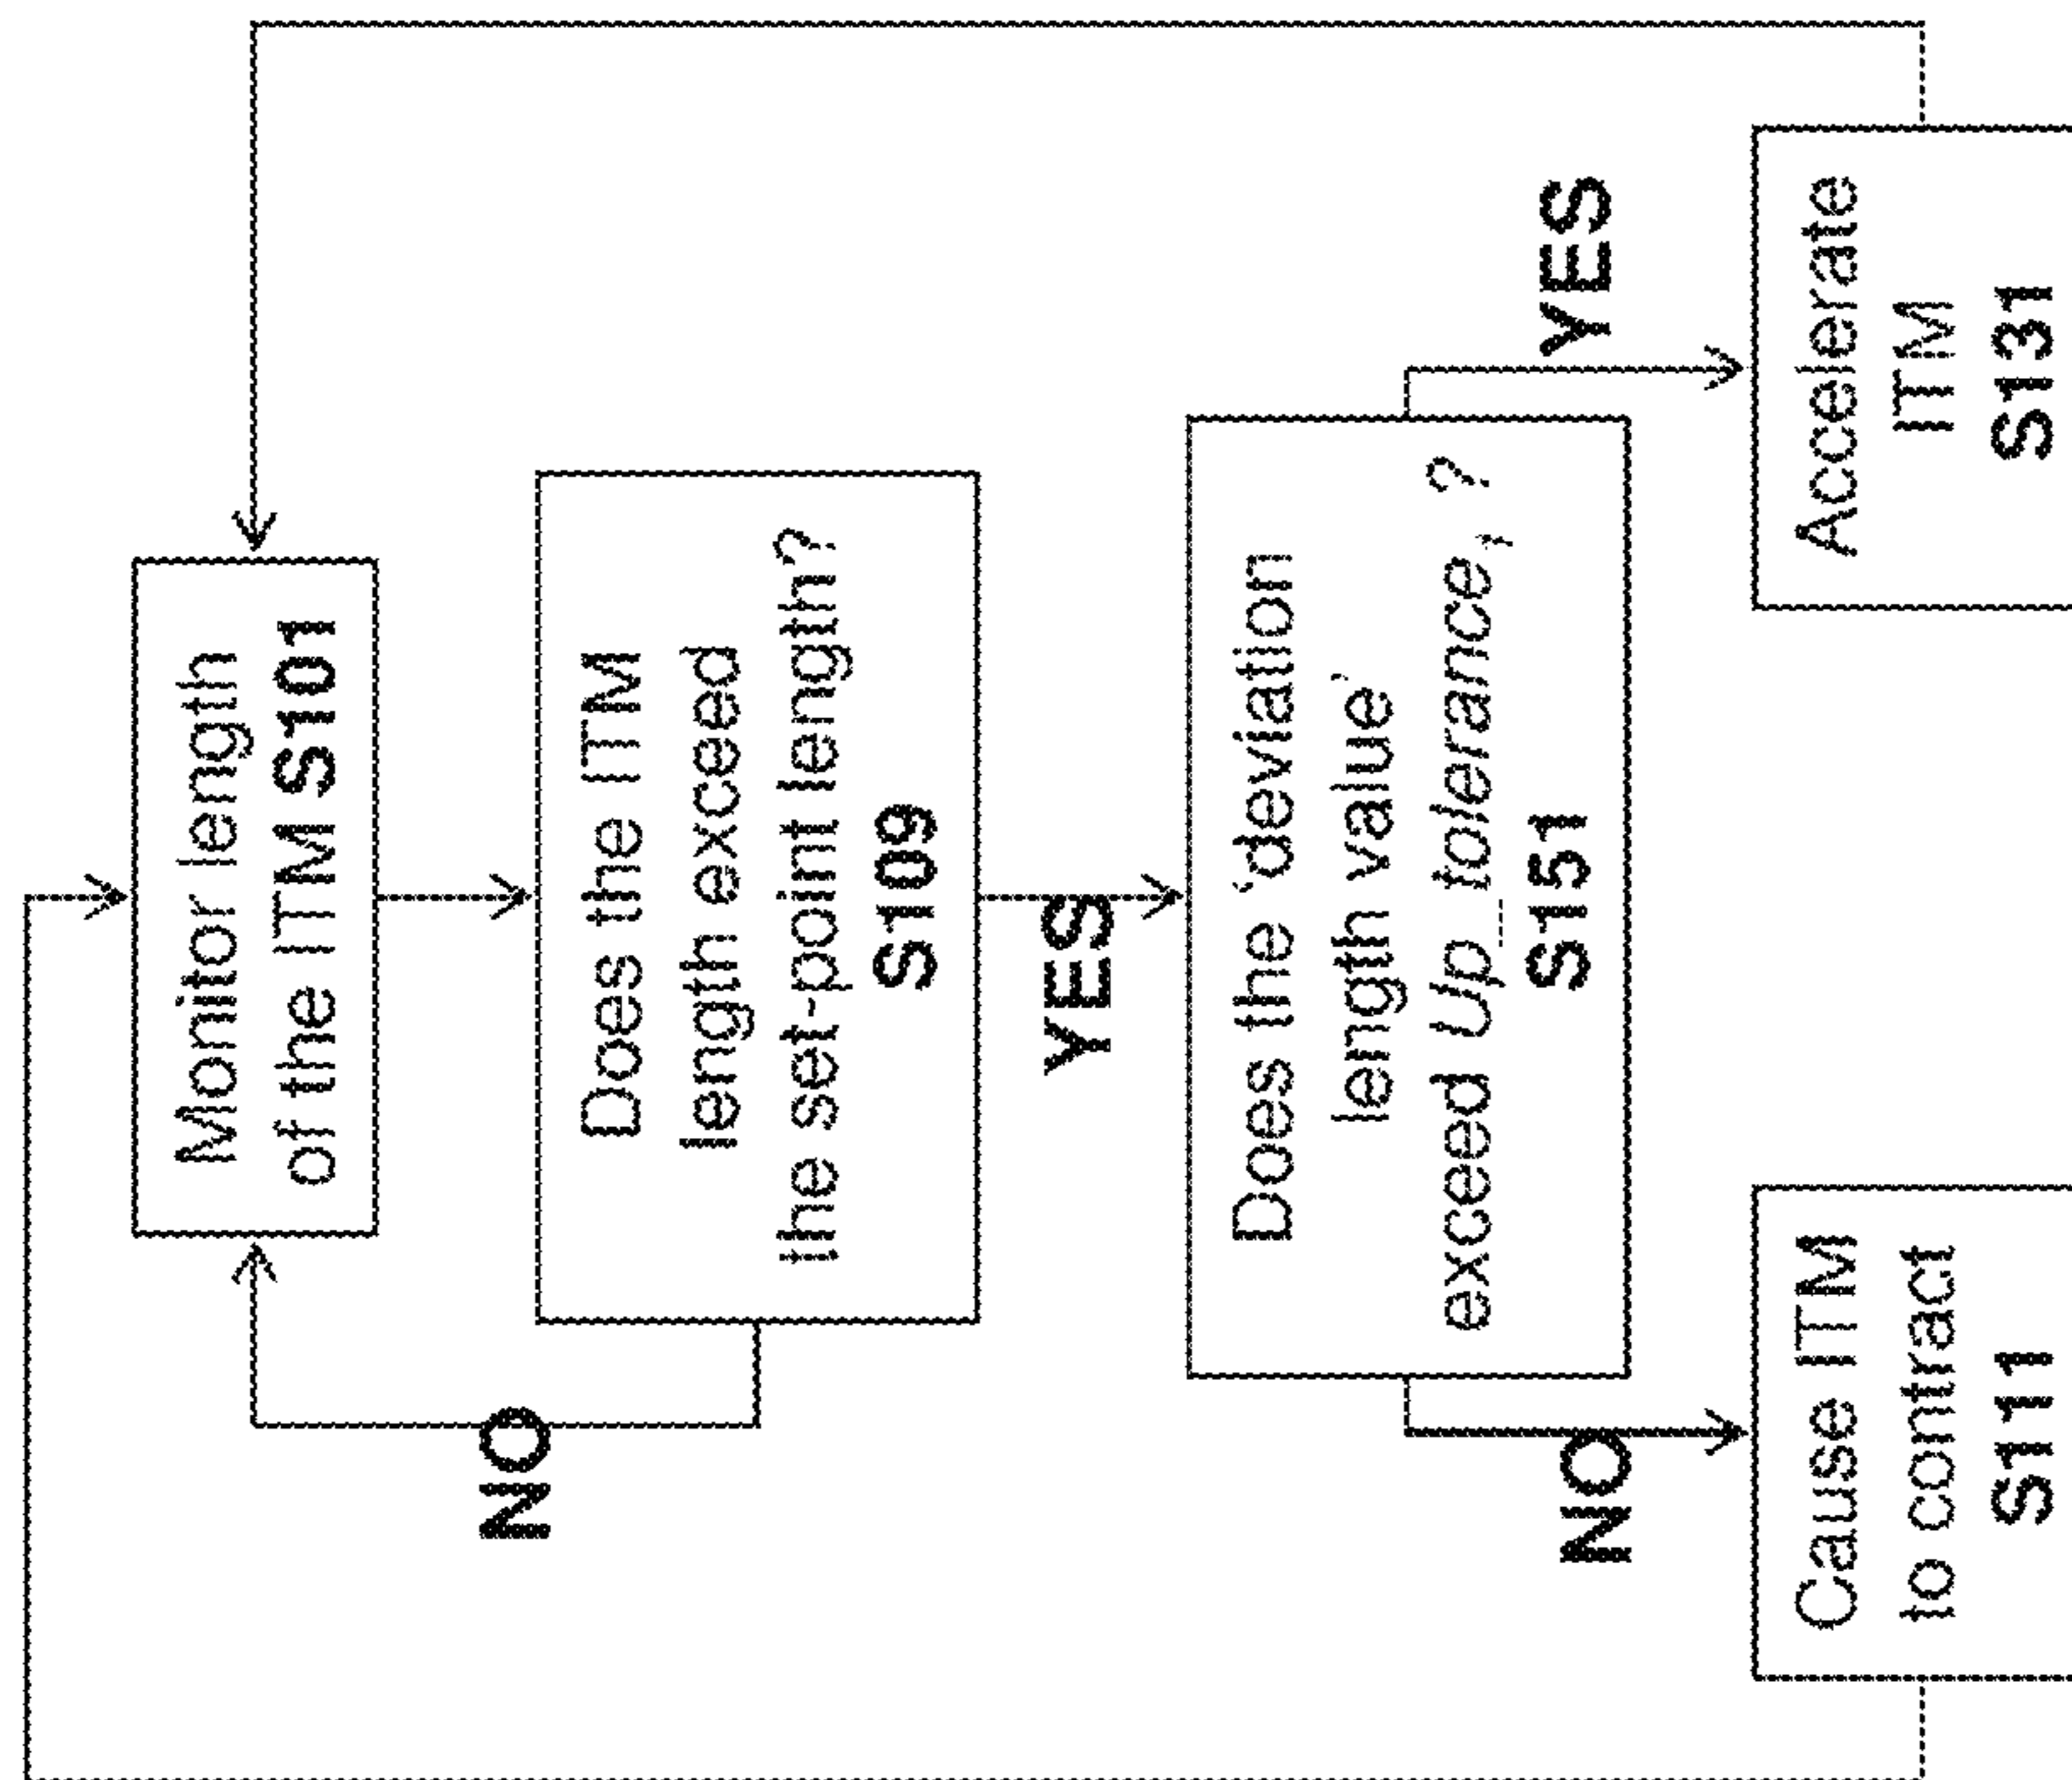 Monitor length
of the ITM S101
NO
Does the ITM
length exceed
the set-point length?
S109
YES
Does the 'deviation
length value'
exceed Up_tolerance, ?
S151
NO
YES
Cause ITM
to contract
S111
Accelerate
ITM
S131